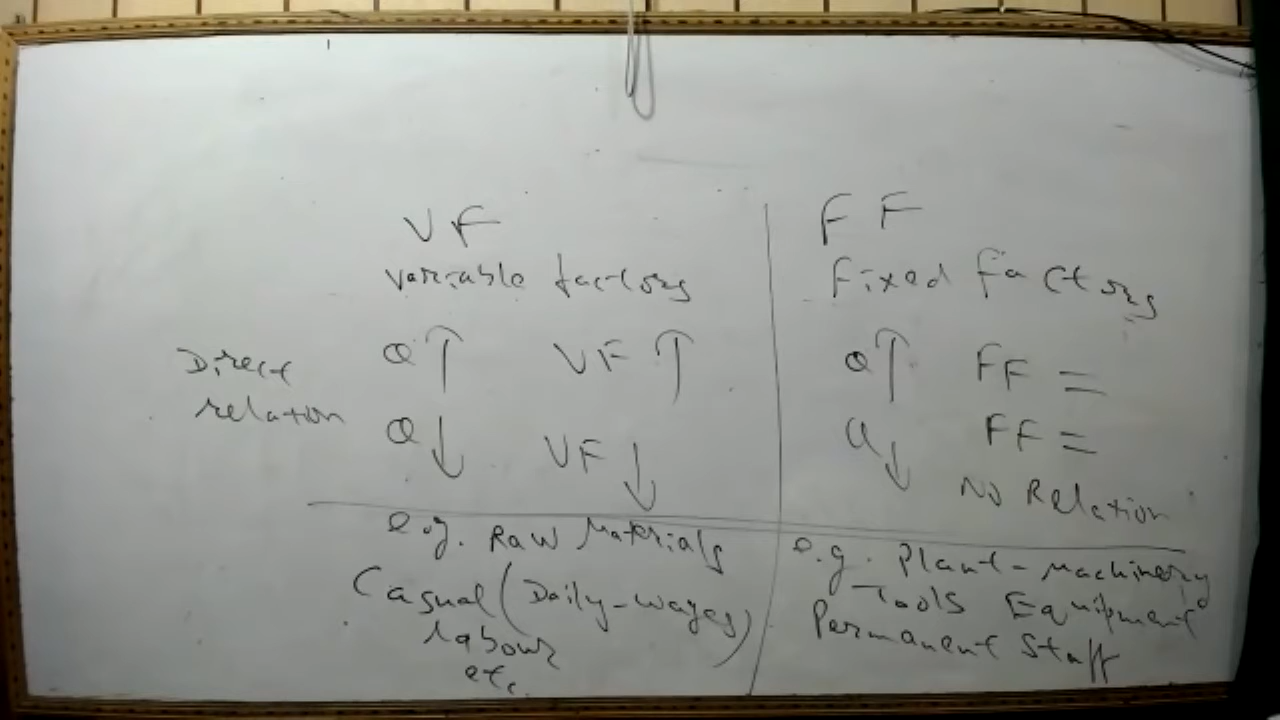 VF
variable factors
Direct
relation
Q↑ VF↑
Q↓ VF↓
e.g. Raw Materials
Casual (Daily-wages)
labour
etc.
FF
Fixed factors
Q↑ FF =
Q↓ FF =
No Relation
e.g. Plant-Machinery
Tools Equipment
Permanent Staff